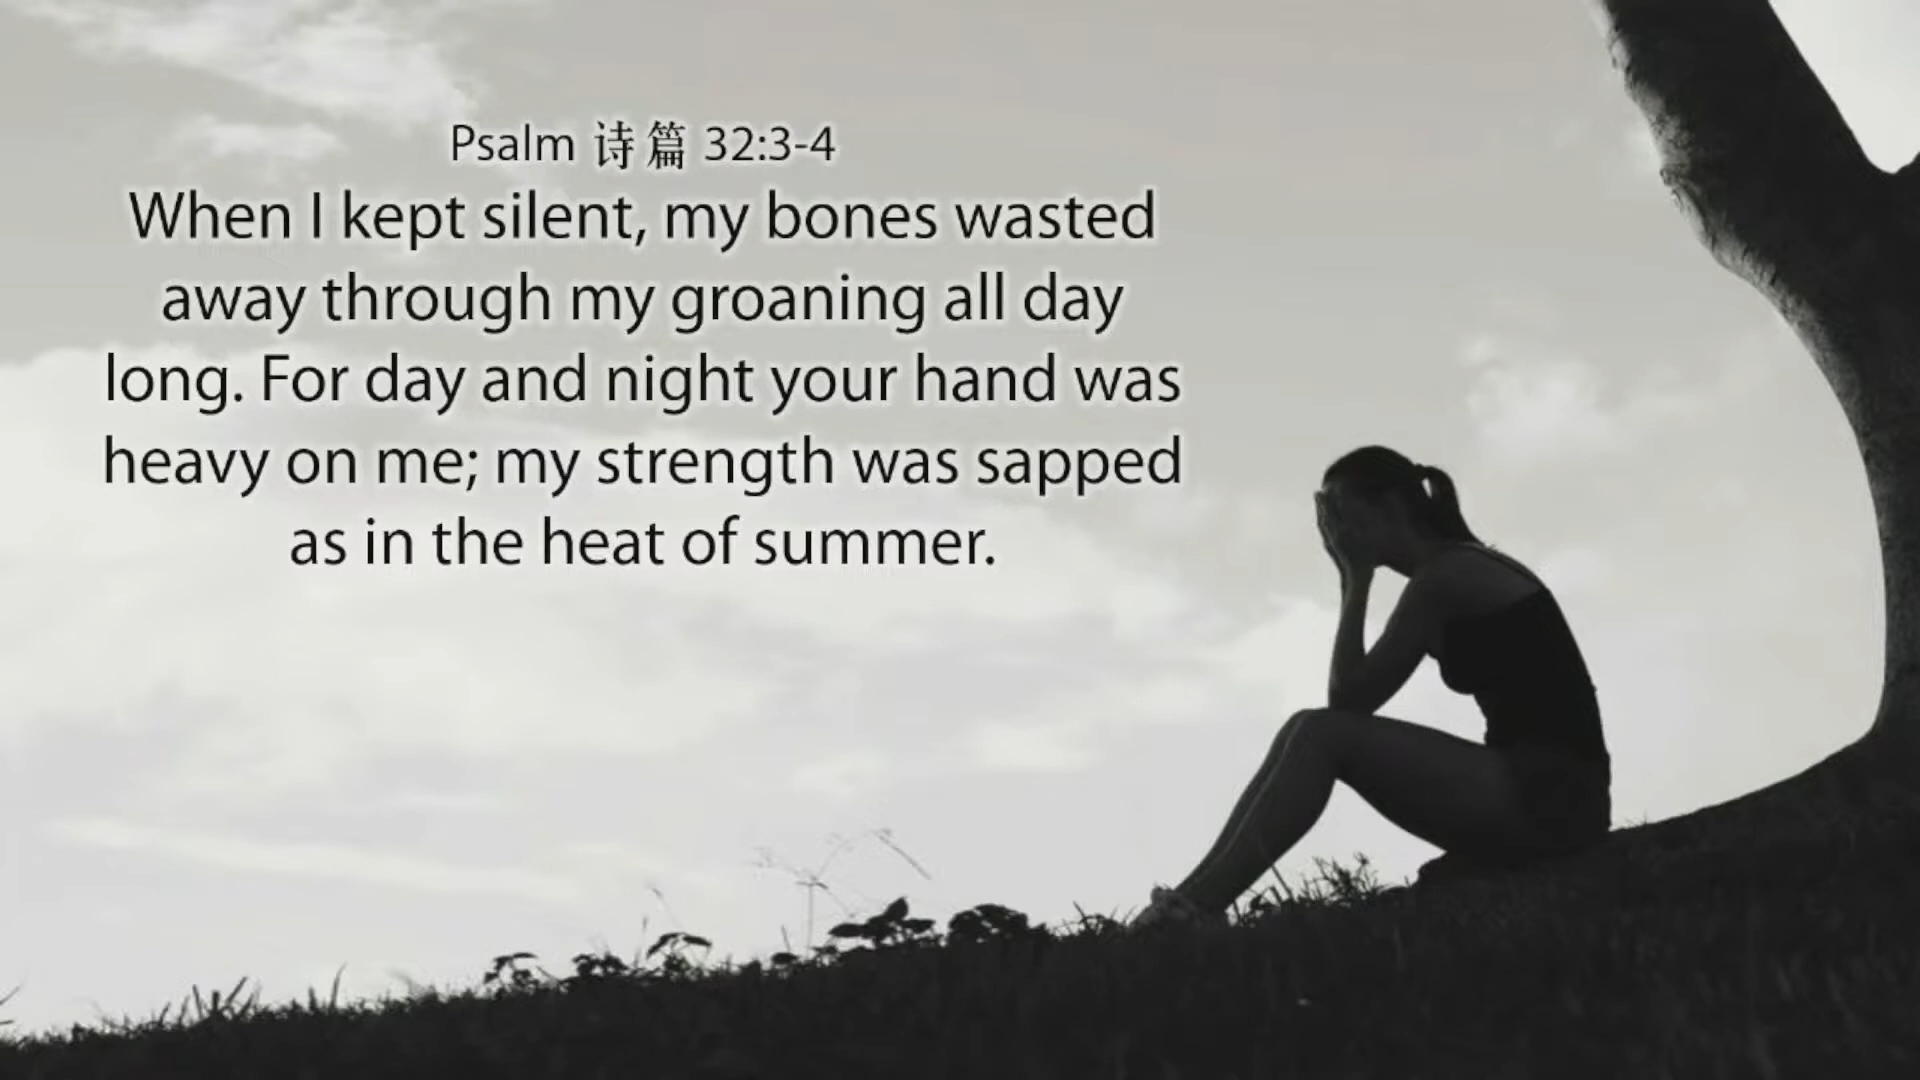 Psalm 诗篇 32:3-4
When I kept silent, my bones wasted
away through my groaning all day
long. For day and night your hand was
heavy on me; my strength was sapped
as in the heat of summer.